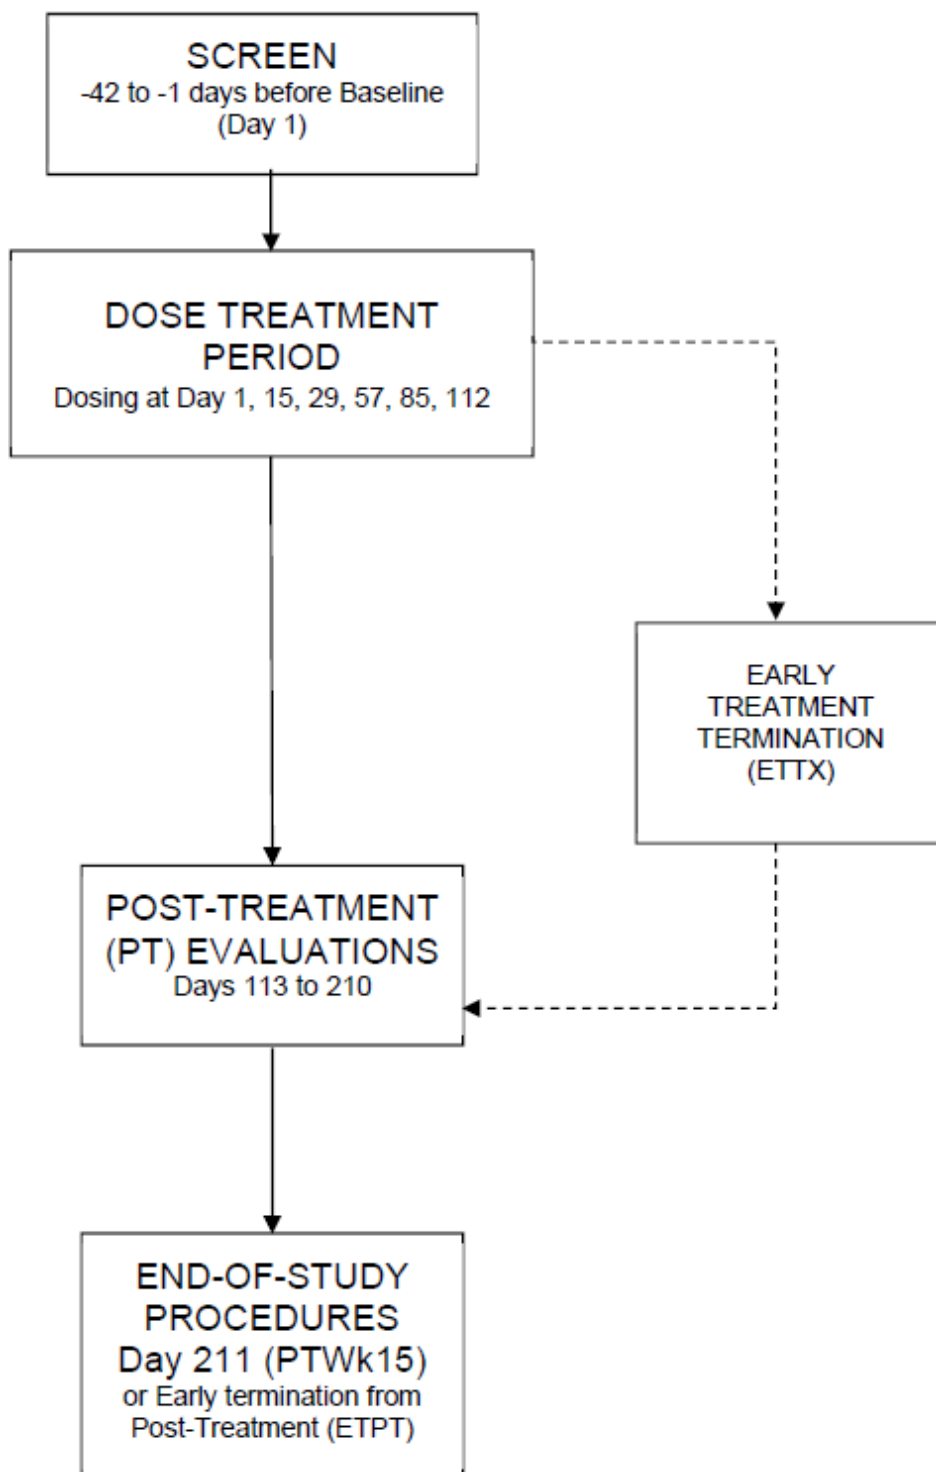 SCREEN
-42 to -1 days before Baseline
(Day 1)
DOSE TREATMENT
PERIOD
Dosing at Day 1, 15, 29, 57, 85, 112
EARLY
TREATMENT
TERMINATION
(ETTX)
POST-TREATMENT
(PT) EVALUATIONS
Days 113 to 210
END-OF-STUDY
PROCEDURES
Day 211 (PTWk15)
or Early termination from
Post-Treatment (ETPT)